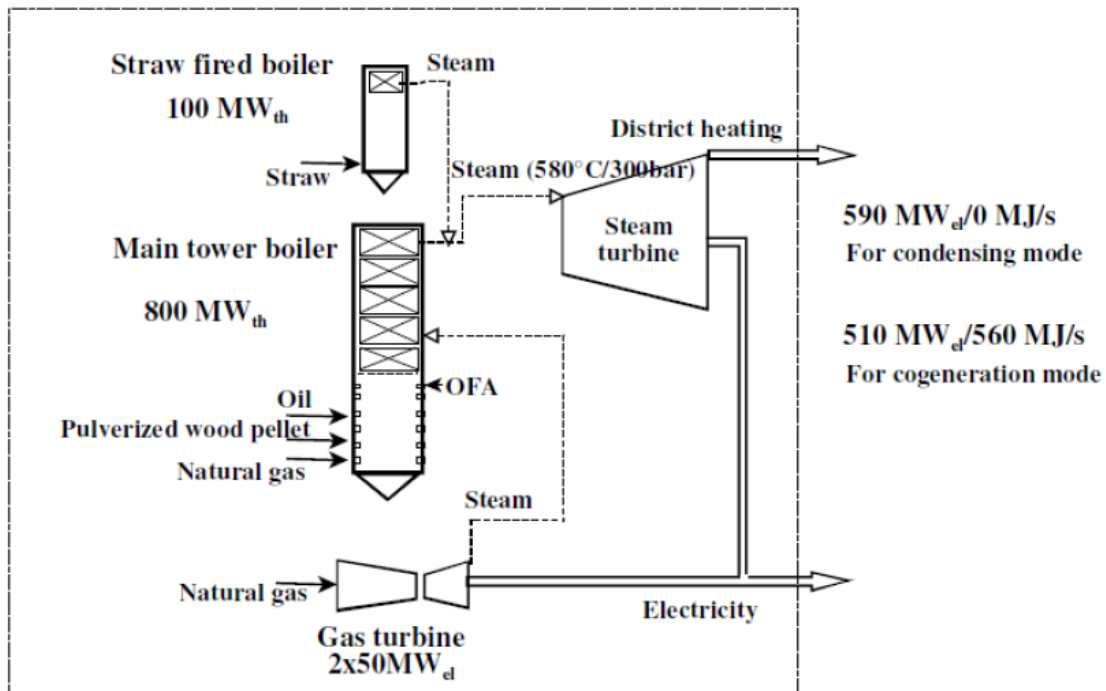 Straw fired boiler
100 MWth
Steam
Straw
District heating
Steam (580°C/300bar)
Steam
turbine
590 MWel/0 MJ/s
For condensing mode
510 MWel/560 MJ/s
For cogeneration mode
Main tower boiler
800 MWth
OFA
Oil
Pulverized wood pellet
Natural gas
Steam
Natural gas
Gas turbine
2x50MWel
Electricity